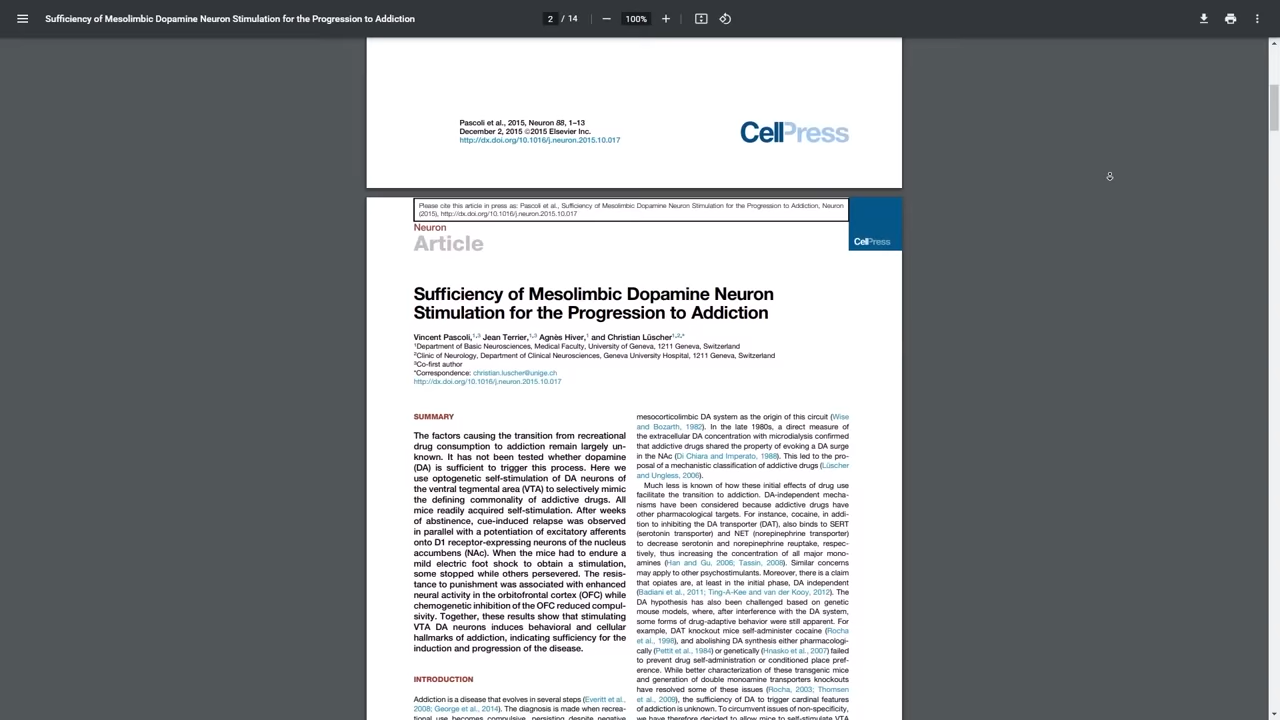 Sufficiency of Mesolimbic Dopamine Neuron Stimulation for the Progression to Addiction
2 / 14
100%
Pascoli et al., 2015, Neuron 88, 1–13
December 2, 2015 ©2015 Elsevier Inc.
http://dx.doi.org/10.1016/j.neuron.2015.10.017
CellPress
Please cite this article in press as: Pascoli et al., Sufficiency of Mesolimbic Dopamine Neuron Stimulation for the Progression to Addiction, Neuron
(2015), http://dx.doi.org/10.1016/j.neuron.2015.10.017
Neuron
Article
CellPress
Sufficiency of Mesolimbic Dopamine Neuron
Stimulation for the Progression to Addiction
Vincent Pascoli,1,3 Jean Terrier,1,3 Agnès Hiver,1 and Christian Lüscher1,2,*
1Department of Basic Neurosciences, Medical Faculty, University of Geneva, 1211 Geneva, Switzerland
2Clinic of Neurology, Department of Clinical Neurosciences, Geneva University Hospital, 1211 Geneva, Switzerland
3Co-first author
*Correspondence: christian.luscher@unige.ch
http://dx.doi.org/10.1016/j.neuron.2015.10.017
SUMMARY
The factors causing the transition from recreational
drug consumption to addiction remain largely un-
known. It has not been tested whether dopamine
(DA) is sufficient to trigger this process. Here we
use optogenetic self-stimulation of DA neurons of
the ventral tegmental area (VTA) to selectively mimic
the defining commonality of addictive drugs. All
mice readily acquired self-stimulation. After weeks
of abstinence, cue-induced relapse was observed
in parallel with a potentiation of excitatory afferents
onto D1 receptor-expressing neurons of the nucleus
accumbens (NAc). When the mice had to endure a
mild electric foot shock to obtain a stimulation,
some stopped while others persevered. The resis-
tance to punishment was associated with enhanced
neural activity in the orbitofrontal cortex (OFC) while
chemogenetic inhibition of the OFC reduced compul-
sivity. Together, these results show that stimulating
VTA DA neurons induces behavioral and cellular
hallmarks of addiction, indicating sufficiency for the
induction and progression of the disease.
INTRODUCTION
Addiction is a disease that evolves in several steps (Everitt et al.,
2008; George et al., 2014). The diagnosis is made when recrea-
tional use becomes compulsive, persisting despite negative
mesocorticolimbic DA system as the origin of this circuit (Wise
and Bozarth, 1982). In the late 1980s, a direct measure of
the extracellular DA concentration with microdialysis confirmed
that addictive drugs shared the property of evoking a DA surge
in the NAc (Di Chiara and Imperato, 1988). This led to the pro-
posal of a mechanistic classification of addictive drugs (Lüscher
and Ungless, 2006).
Much less is known of how these initial effects of drug use
facilitate the transition to addiction. DA-independent mecha-
nisms have been considered because addictive drugs have
other pharmacological targets. For instance, cocaine, in addi-
tion to inhibiting the DA transporter (DAT), also binds to SERT
(serotonin transporter) and NET (norepinephrine transporter)
to decrease serotonin and norepinephrine reuptake, respec-
tively, thus increasing the concentration of all major mono-
amines (Han and Gu, 2006; Tassin, 2008). Similar concerns
may apply to other psychostimulants. Moreover, there is a claim
that opiates are, at least in the initial phase, DA independent
(Badiani et al., 2011; Ting-A-Kee and van der Kooy, 2012). The
DA hypothesis has also been challenged based on genetic
mouse models, where, after interference with the DA system,
some forms of drug-adaptive behavior were still apparent. For
example, DAT knockout mice self-administer cocaine (Rocha
et al., 1998), and abolishing DA synthesis either pharmacologi-
cally (Pettit et al., 1984) or genetically (Hnasko et al., 2007) failed
to prevent drug self-administration or conditioned place pref-
erence. While better characterization of these transgenic mice
and generation of double monoamine transporters knockouts
have resolved some of these issues (Rocha, 2003; Thomsen
et al., 2009), the sufficiency of DA to trigger cardinal features
of addiction is unknown. To circumvent issues of non-specificity,
we have therefore decided to allow mice to self-stimulate VTA